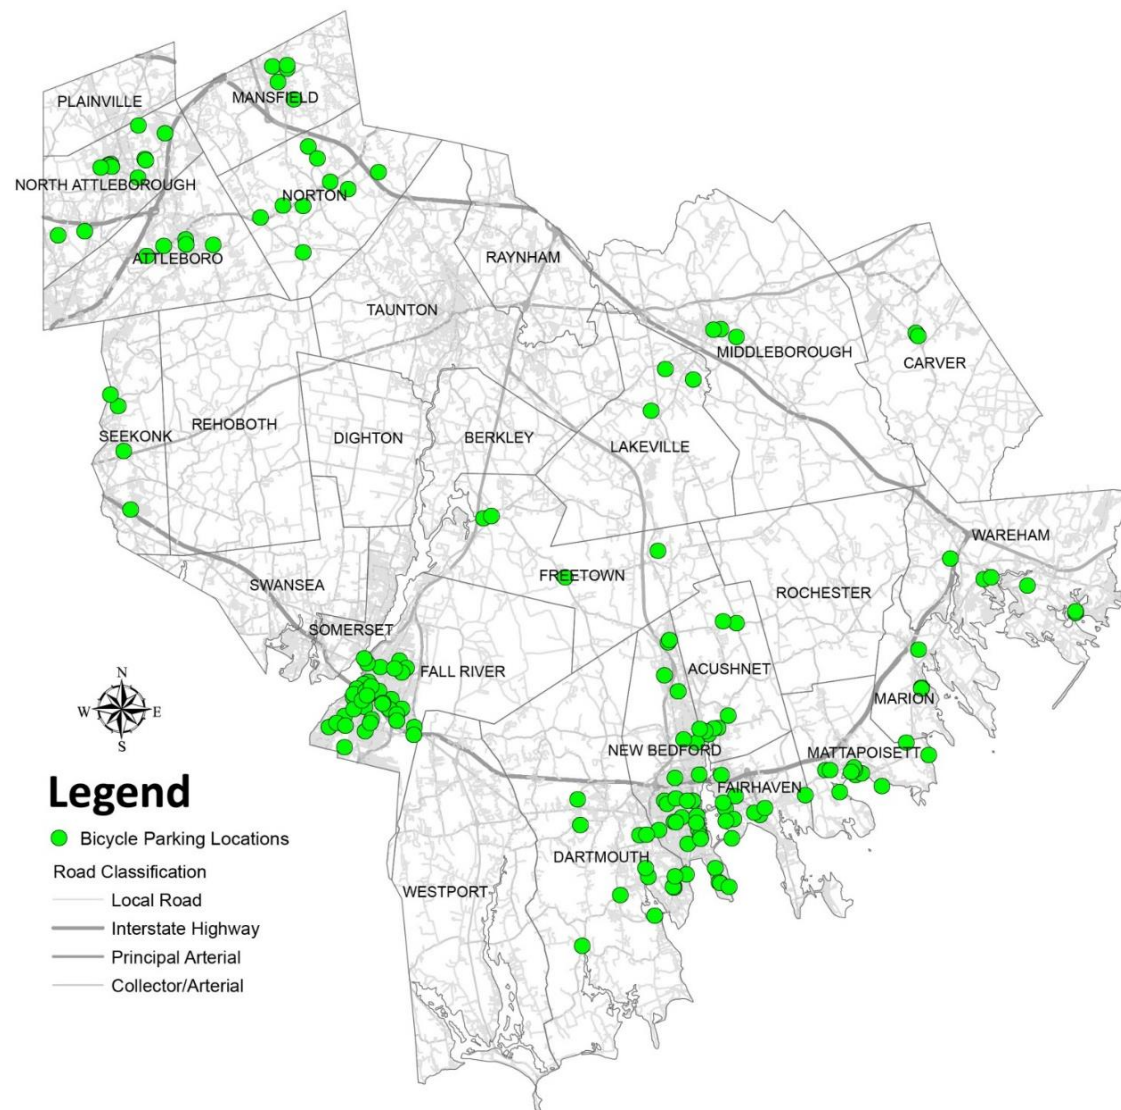 PLAINVILLE
MANSFIELD
NORTH ATTLEBOROUGH
NORTON
ATTLEBORO
RAYNHAM
TAUNTON
MIDDLEBOROUGH
CARVER
REHOBOTH
SEEKONK
DIGHTON
BERKLEY
LAKEVILLE
WAREHAM
SWANSEA
FREETOWN
ROCHESTER
SOMERSET
FALL RIVER
ACUSHNET
MARION
NEW BEDFORD
MATTAPOISETT
FAIRHAVEN
DARTMOUTH
WESTPORT
N
W E
S
Legend
Bicycle Parking Locations
Road Classification
Local Road
Interstate Highway
Principal Arterial
Collector/Arterial